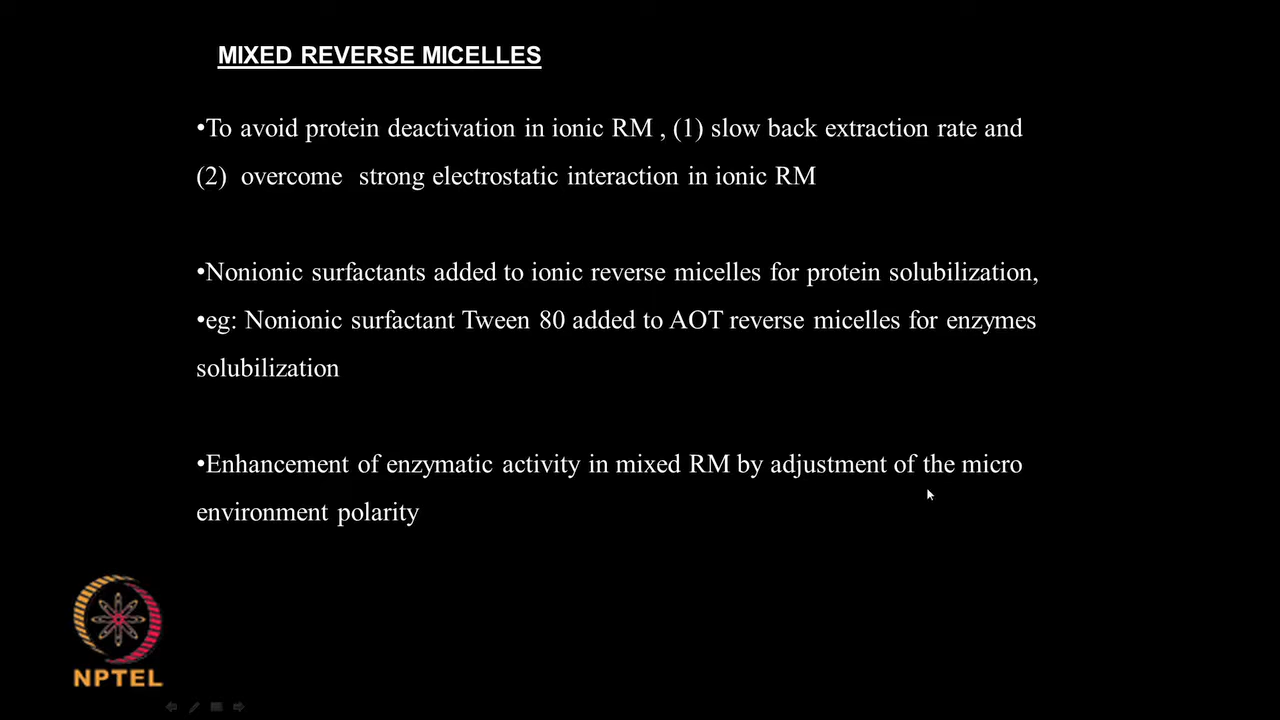 MIXED REVERSE MICELLES
•To avoid protein deactivation in ionic RM , (1) slow back extraction rate and
(2) overcome strong electrostatic interaction in ionic RM
•Nonionic surfactants added to ionic reverse micelles for protein solubilization,
•eg: Nonionic surfactant Tween 80 added to AOT reverse micelles for enzymes
solubilization
•Enhancement of enzymatic activity in mixed RM by adjustment of the micro
environment polarity
NPTEL